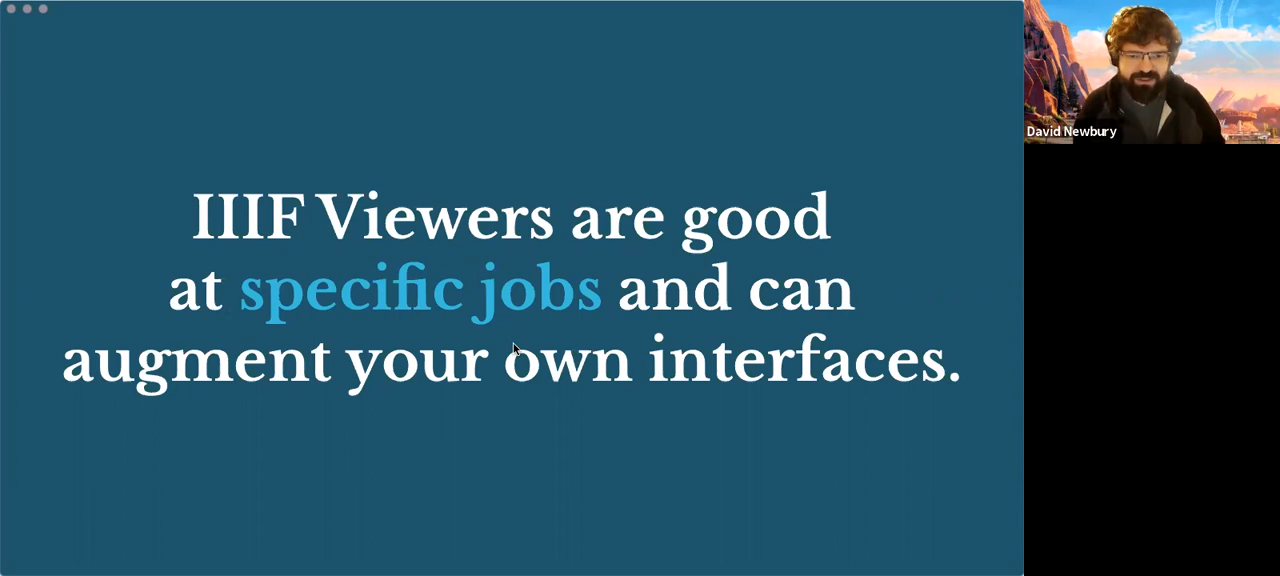 IIIF Viewers are good
at specific jobs and can
augment your own interfaces.
David Newbury